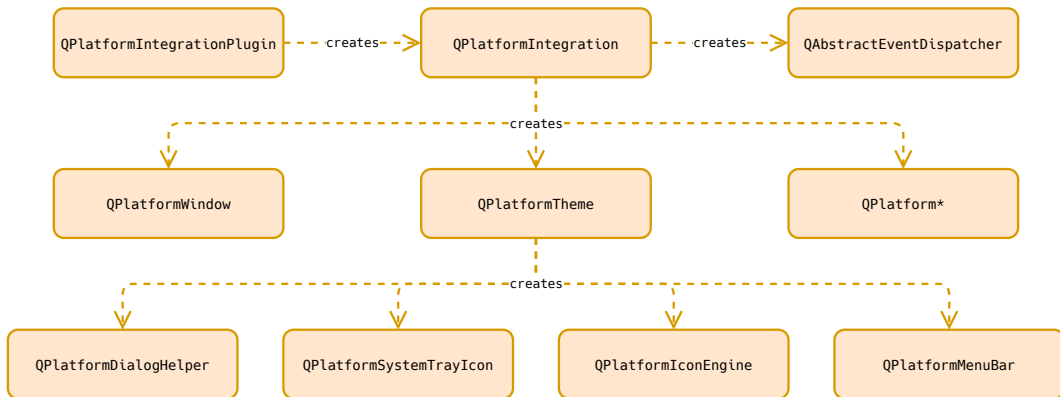 QPlatformIntegrationPlugin
creates
QPlatformIntegration
creates
QAbstractEventDispatcher
creates
QPlatformWindow
QPlatformTheme
QPlatform*
creates
QPlatformDialogHelper
QPlatformSystemTrayIcon
QPlatformIconEngine
QPlatformMenuBar